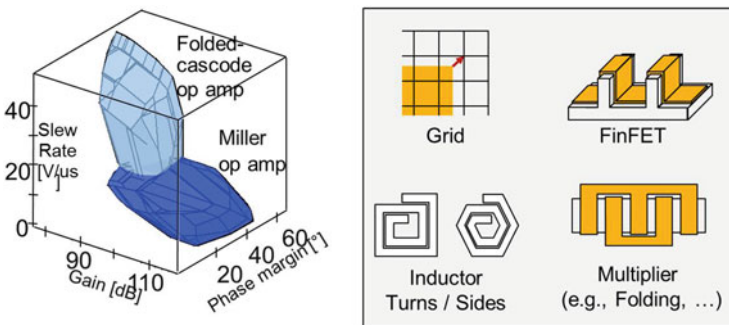 Folded-
cascode
op amp
Miller
op amp
40
20
0
Slew
Rate
[V/us
]
90
110
Gain [dB]
20
40
60
Phase margin [°]
Grid
FinFET
Inductor
Turns / Sides
Multiplier
(e.g., Folding, …)